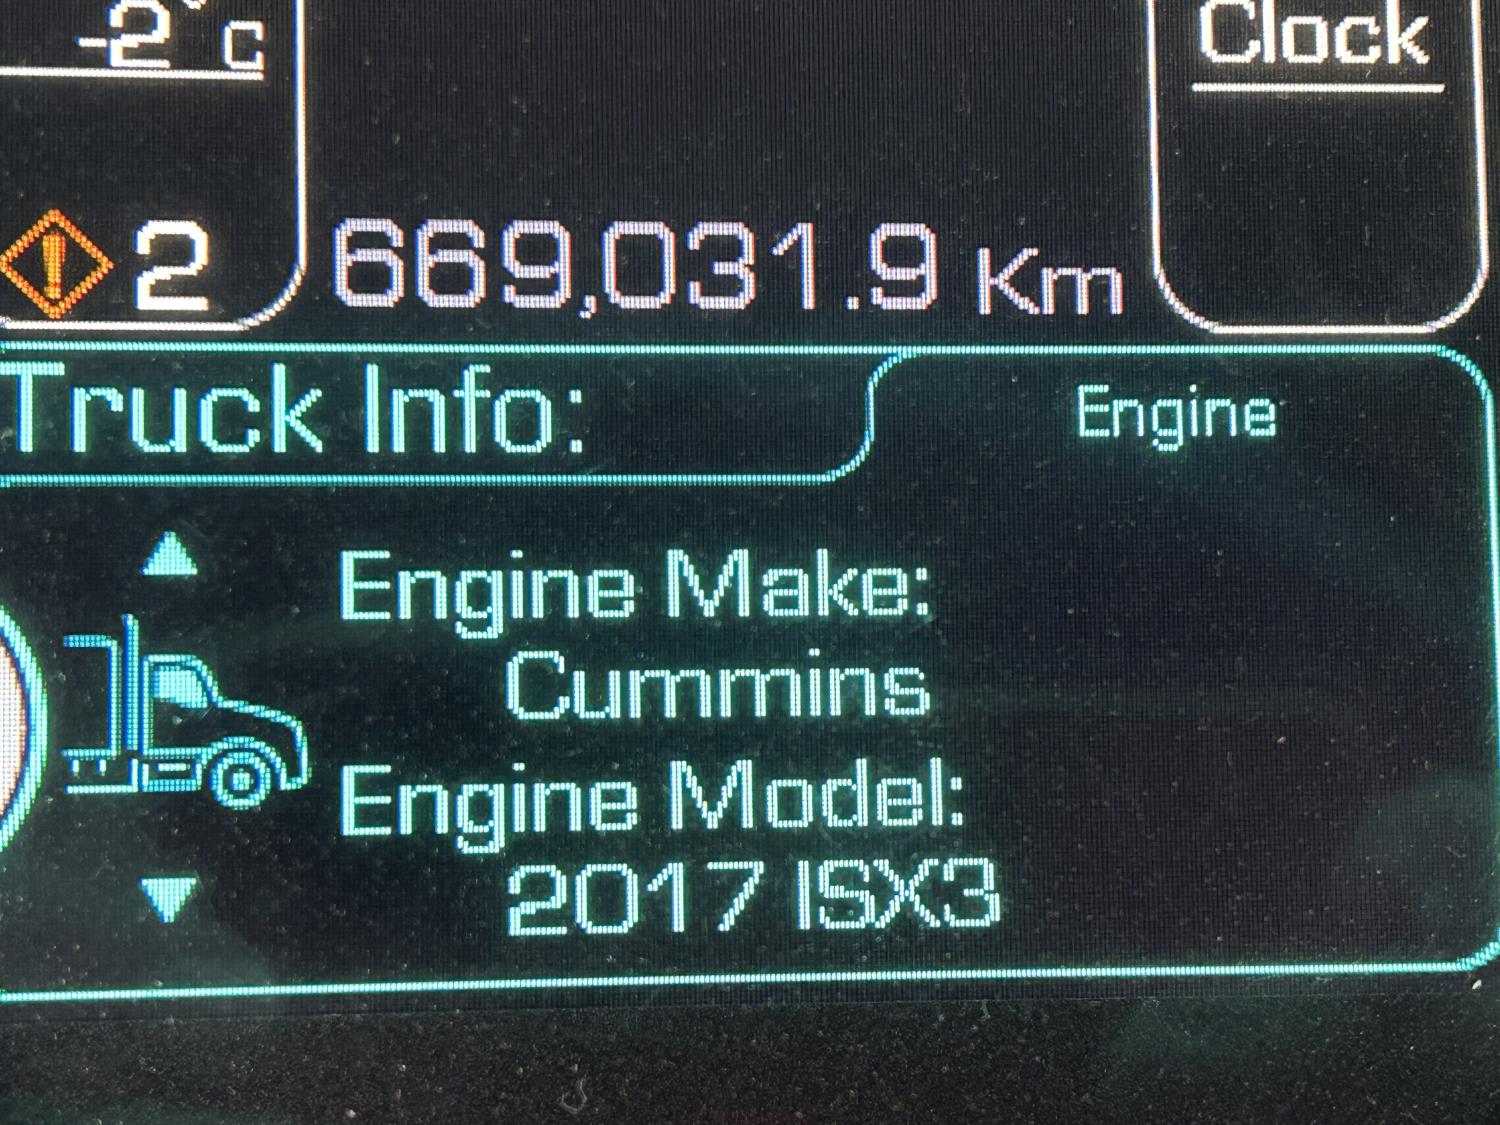 -2° C
Clock
2
669,031.9 Km
Truck Info:
Engine
Engine Make:
Cummins
Engine Model:
2017 ISX3